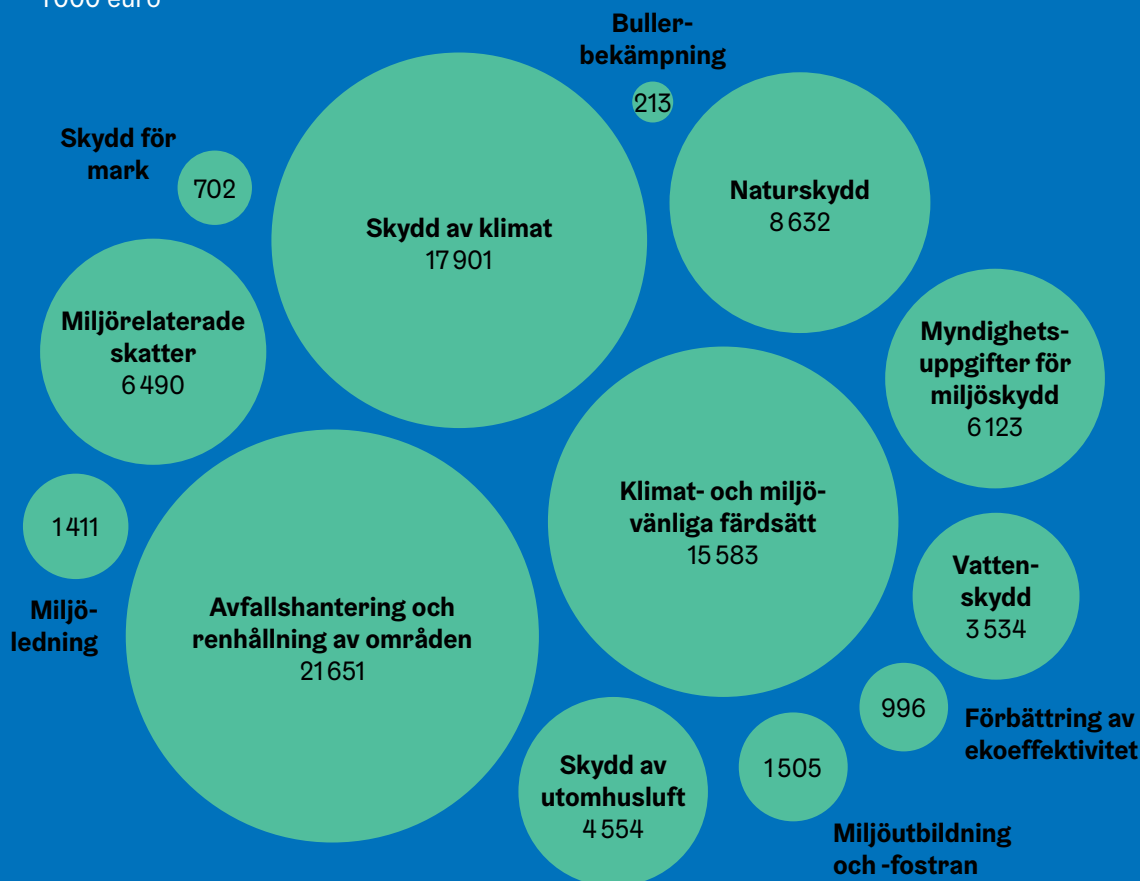 1 000 euro
Buller-
bekämpning
213
Skydd för
mark
702
Skydd av klimat
17 901
Naturskydd
8 632
Miljörelaterade
skatter
6 490
Myndighets-
uppgifter för
miljöskydd
6 123
Klimat- och miljö-
vänliga färdsätt
15 583
1 411
Miljö-
ledning
Avfallshantering och
renhållning av områden
21 651
Vatten-
skydd
3 534
996
Förbättring av
ekoeffektivitet
Skydd av
utomhusluft
4 554
1 505
Miljöutbildning
och -fostran